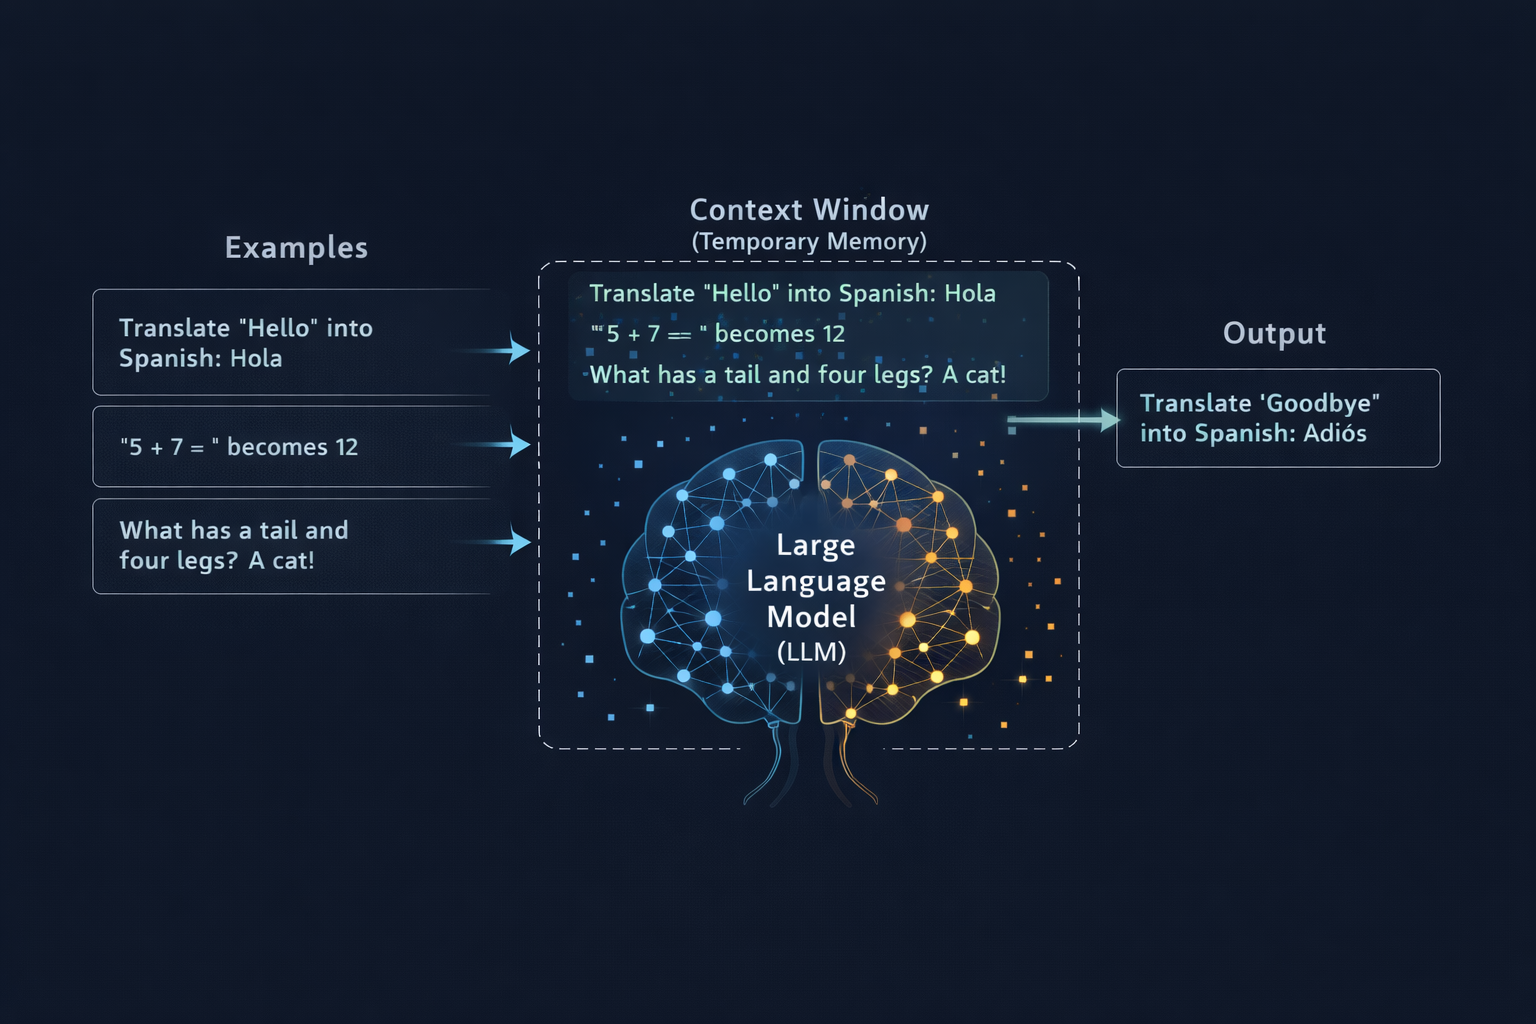 Examples
Translate "Hello" into
Spanish: Hola
"5 + 7 = " becomes 12
What has a tail and
four legs? A cat!
Context Window
(Temporary Memory)
Translate "Hello" into Spanish: Hola
"" 5 + 7 == " becomes 12
What has a tail and four legs? A cat!
Large
Language
Model
(LLM)
Output
Translate 'Goodbye"
into Spanish: Adiós